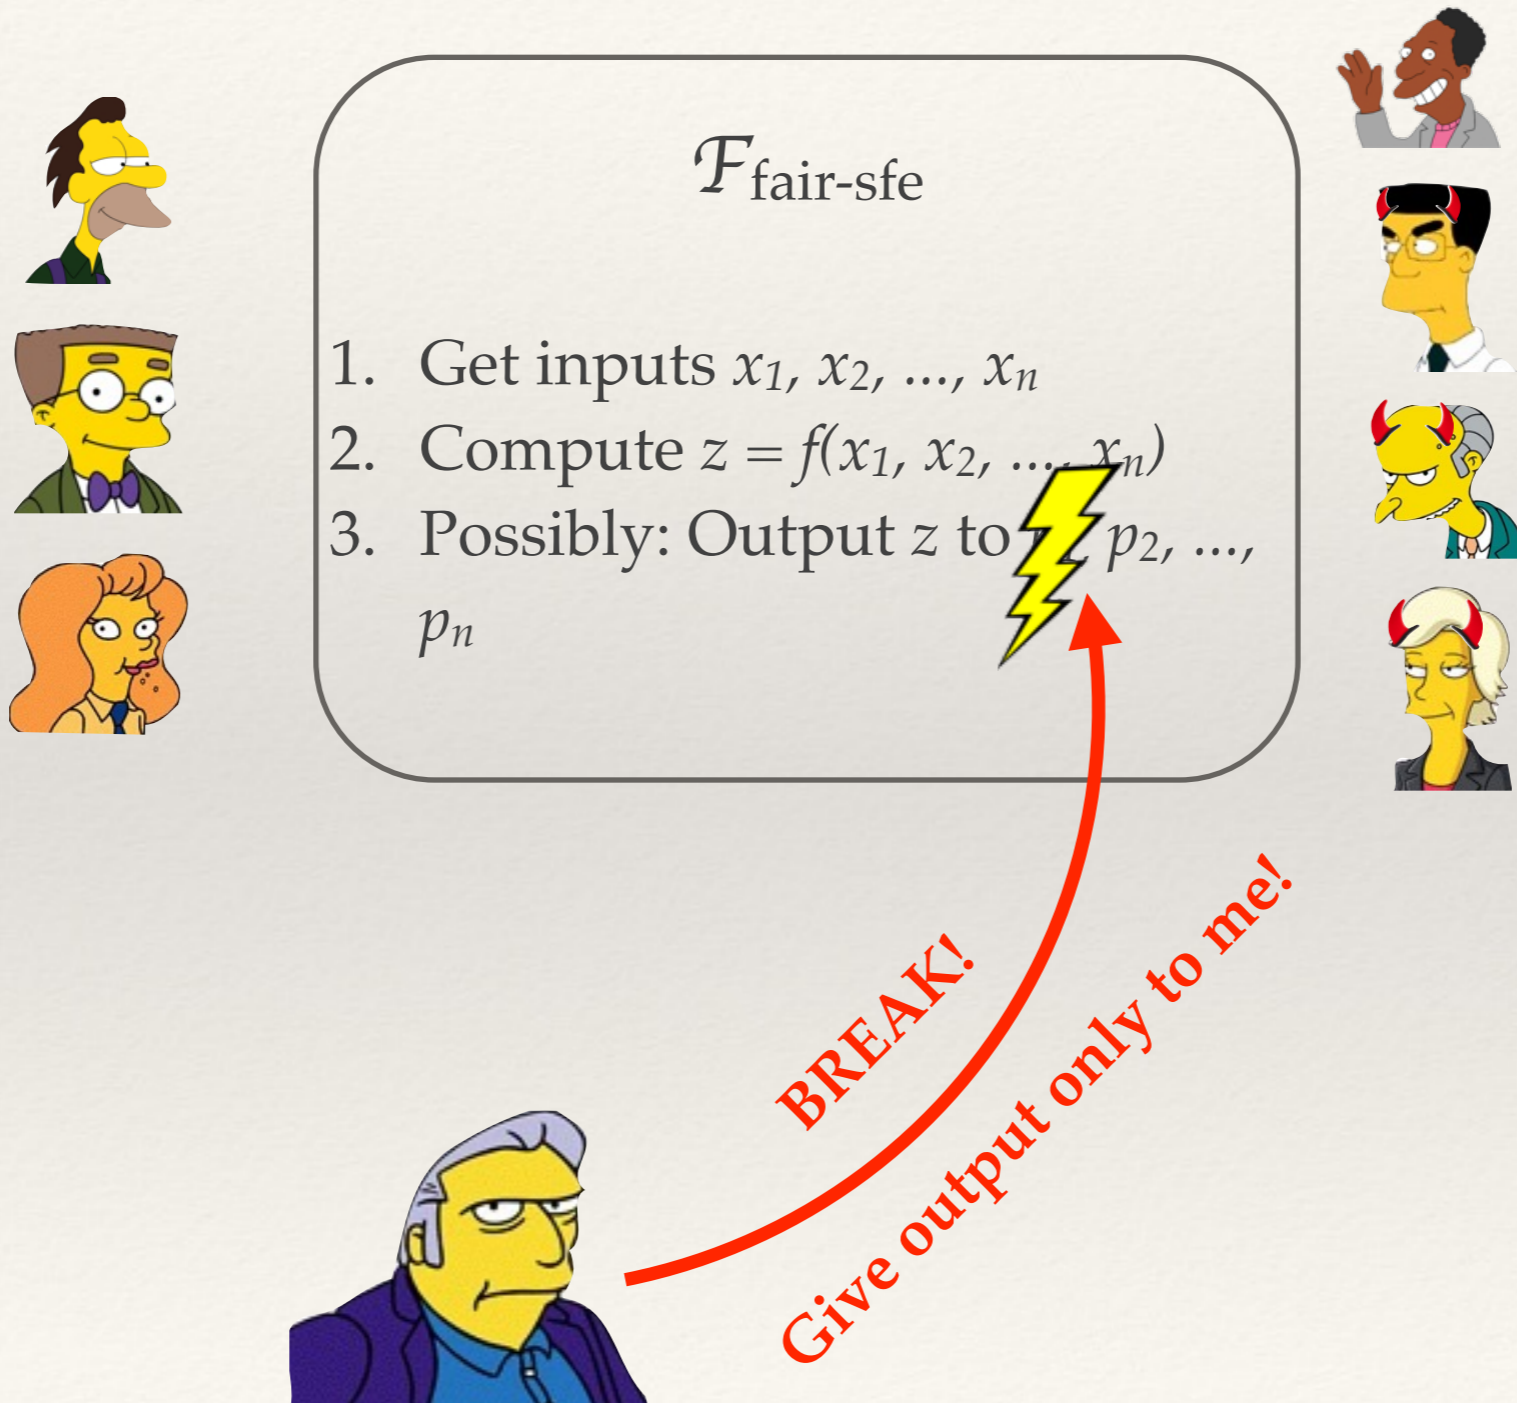 ℱfair-sfe
1. Get inputs x1, x2, ..., xn
2. Compute z = f(x1, x2, ..., xn)
3. Possibly: Output z to p2, ...,
pn
BREAK!
Give output only to me!